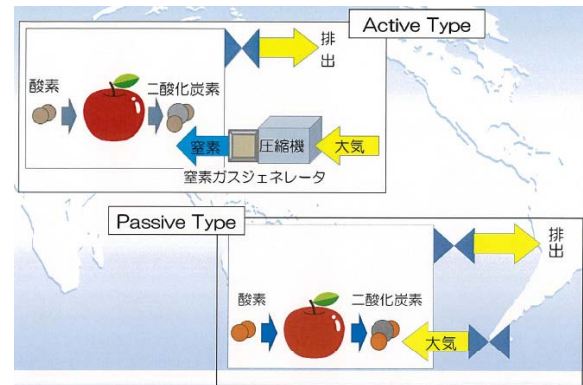 Active Type
排出
酸素
二酸化炭素
窒素
圧縮機
大気
窒素ガスジェネレータ
Passive Type
排出
酸素
二酸化炭素
大気